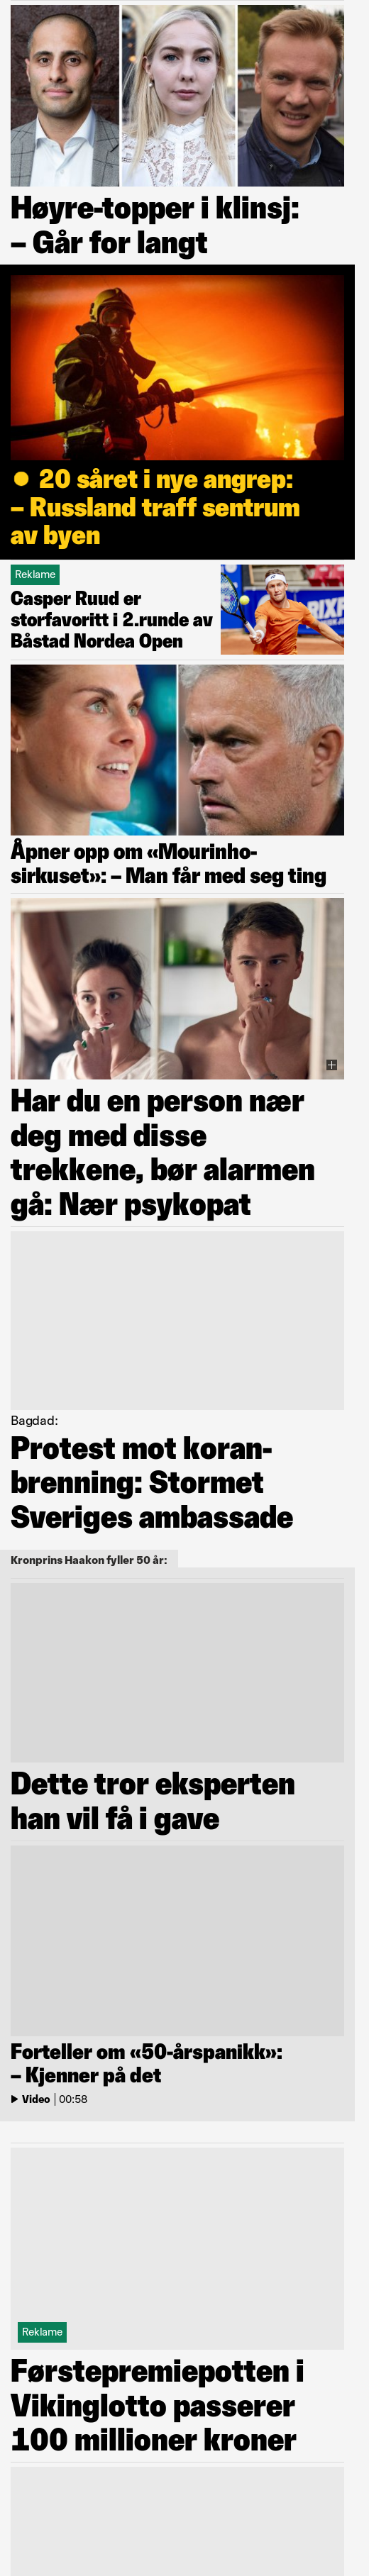 Høyre-topper i klinsj:
– Går for langt
● 20 såret i nye angrep:
– Russland traff sentrum
av byen
Reklame
Casper Ruud er
storfavoritt i 2.runde av
Båstad Nordea Open
Åpner opp om «Mourinho-
sirkuset»: – Man får med seg ting
Har du en person nær
deg med disse
trekkene, bør alarmen
gå: Nær psykopat
Bagdad:
Protest mot koran-
brenning: Stormet
Sveriges ambassade
Kronprins Haakon fyller 50 år:
Dette tror eksperten
han vil få i gave
Forteller om «50-årspanikk»:
– Kjenner på det
Video | 00:58
Reklame
Førstepremiepotten i
Vikinglotto passerer
100 millioner kroner